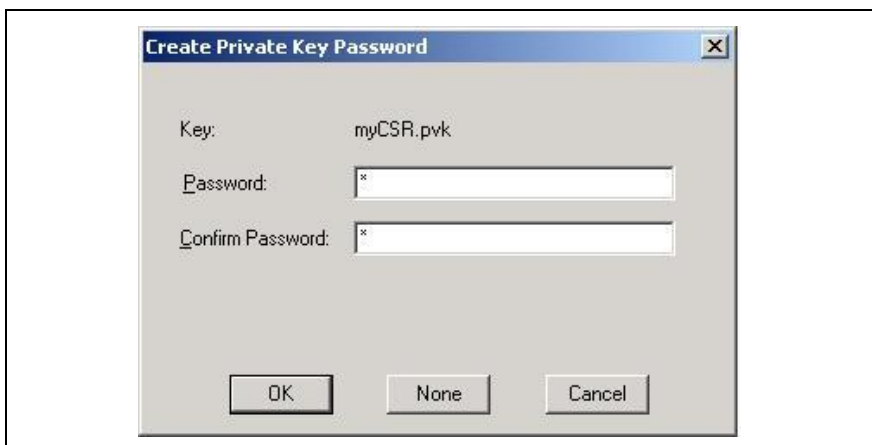 Create Private Key Password
Key: myCSR.pvk
Password: *
Confirm Password: *
OK None Cancel